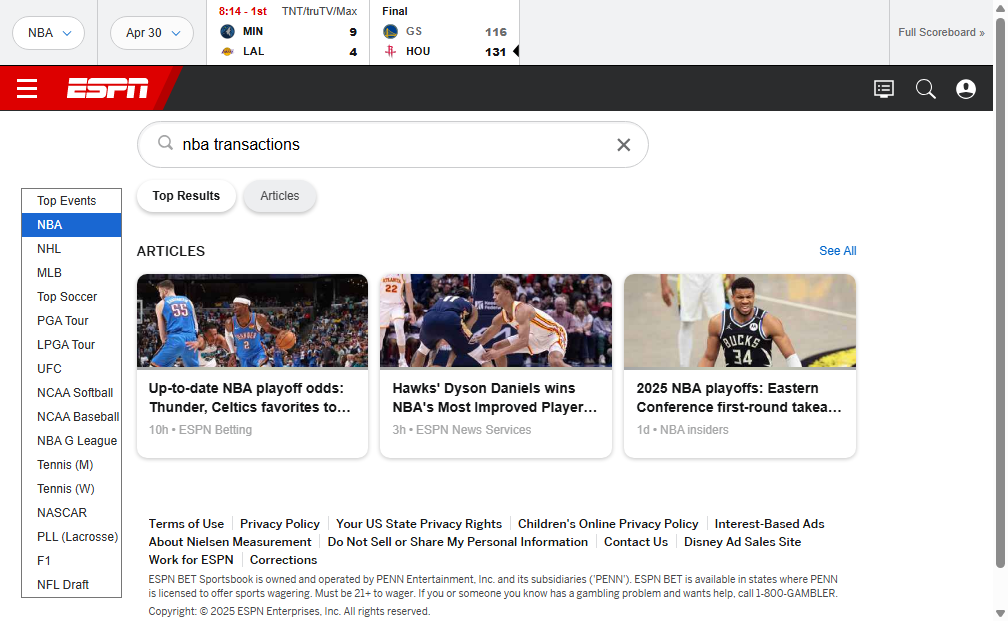 NBA
Apr 30
8:14 - 1st TNT/truTV/Max
MIN 9
LAL 4
Final
GS 116
HOU 131
Full Scoreboard »
ESPN
nba transactions
Top Results
Articles
Top Events
NBA
NHL
MLB
Top Soccer
PGA Tour
LPGA Tour
UFC
NCAA Softball
NCAA Baseball
NBA G League
Tennis (M)
Tennis (W)
NASCAR
PLL (Lacrosse)
F1
NFL Draft
ARTICLES
See All
55
2
Up-to-date NBA playoff odds:
Thunder, Celtics favorites to...
10h • ESPN Betting
ATLANTA
22
Hawks' Dyson Daniels wins
NBA's Most Improved Player...
3h • ESPN News Services
BUCKS
34
2025 NBA playoffs: Eastern
Conference first-round takea...
1d • NBA insiders
Terms of Use Privacy Policy Your US State Privacy Rights Children's Online Privacy Policy Interest-Based Ads
About Nielsen Measurement Do Not Sell or Share My Personal Information Contact Us Disney Ad Sales Site
Work for ESPN Corrections
ESPN BET Sportsbook is owned and operated by PENN Entertainment, Inc. and its subsidiaries ('PENN'). ESPN BET is available in states where PENN
is licensed to offer sports wagering. Must be 21+ to wager. If you or someone you know has a gambling problem and wants help, call 1-800-GAMBLER.
Copyright: © 2025 ESPN Enterprises, Inc. All rights reserved.